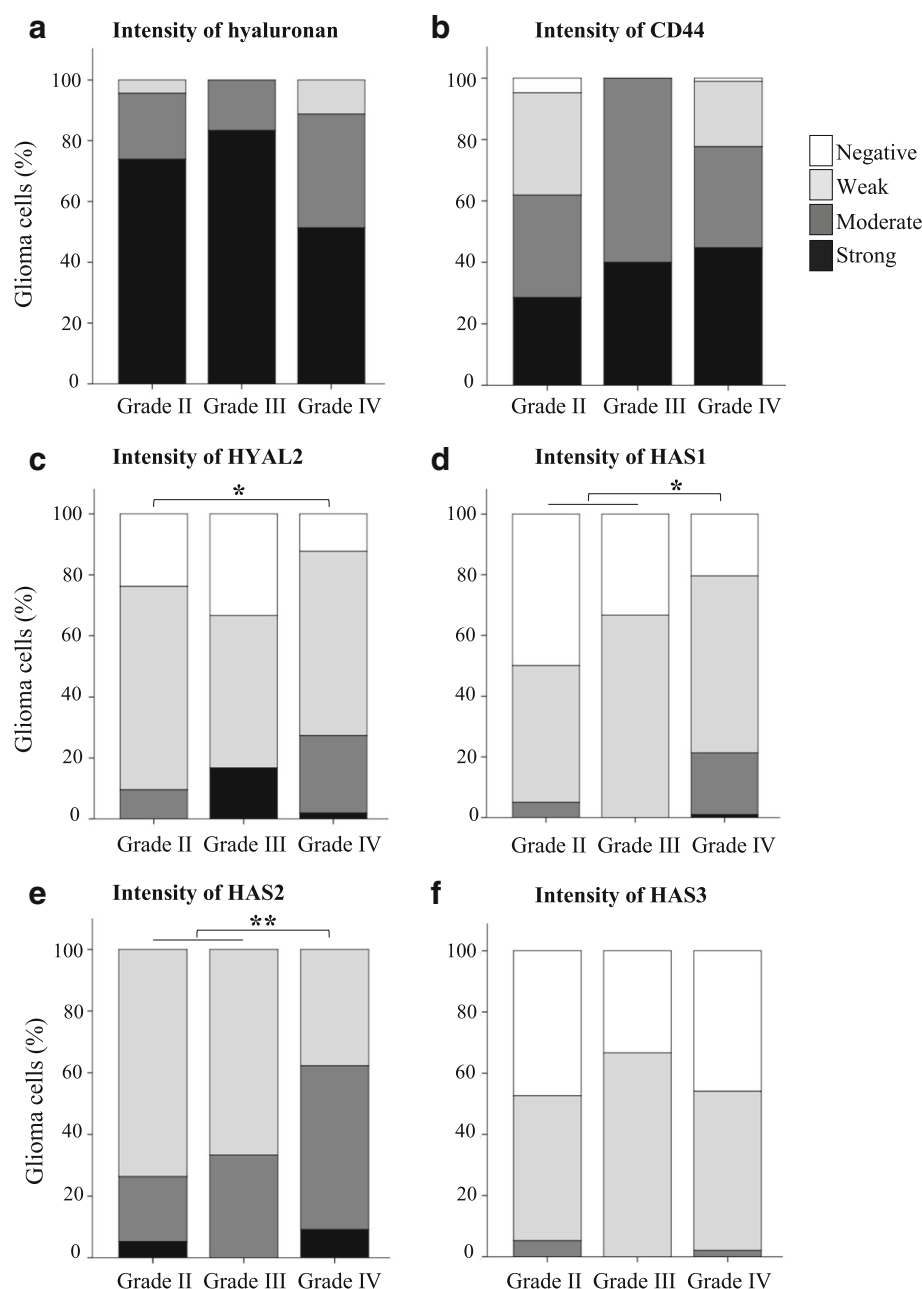 a Intensity of hyaluronan
Glioma cells (%)
100
80
60
40
20
0
Grade II Grade III Grade IV
b Intensity of CD44
100
80
60
40
20
0
Grade II Grade III Grade IV
Negative
Weak
Moderate
Strong
c Intensity of HYAL2
*
Glioma cells (%)
100
80
60
40
20
0
Grade II Grade III Grade IV
d Intensity of HAS1
*
100
80
60
40
20
0
Grade II Grade III Grade IV
e Intensity of HAS2
**
Glioma cells (%)
100
80
60
40
20
0
Grade II Grade III Grade IV
f Intensity of HAS3
100
80
60
40
20
0
Grade II Grade III Grade IV